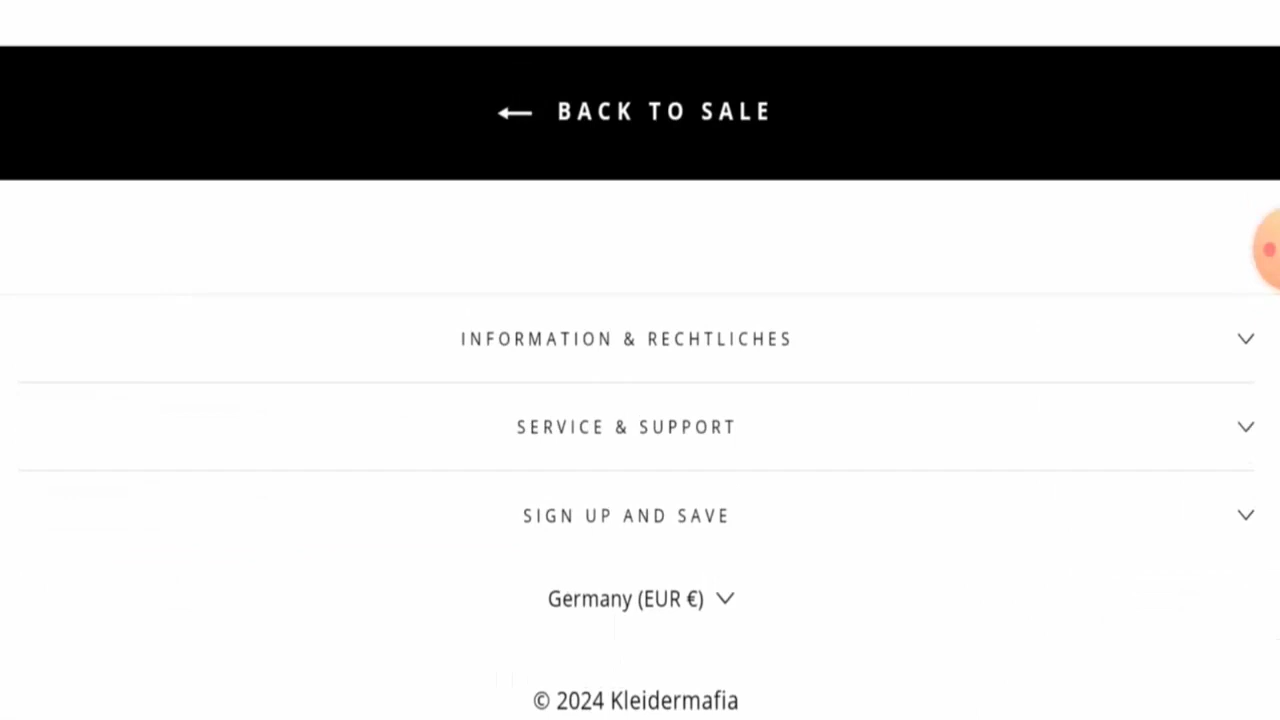 ← BACK TO SALE
INFORMATION & RECHTLICHES
SERVICE & SUPPORT
SIGN UP AND SAVE
Germany (EUR €)
© 2024 Kleidermafia